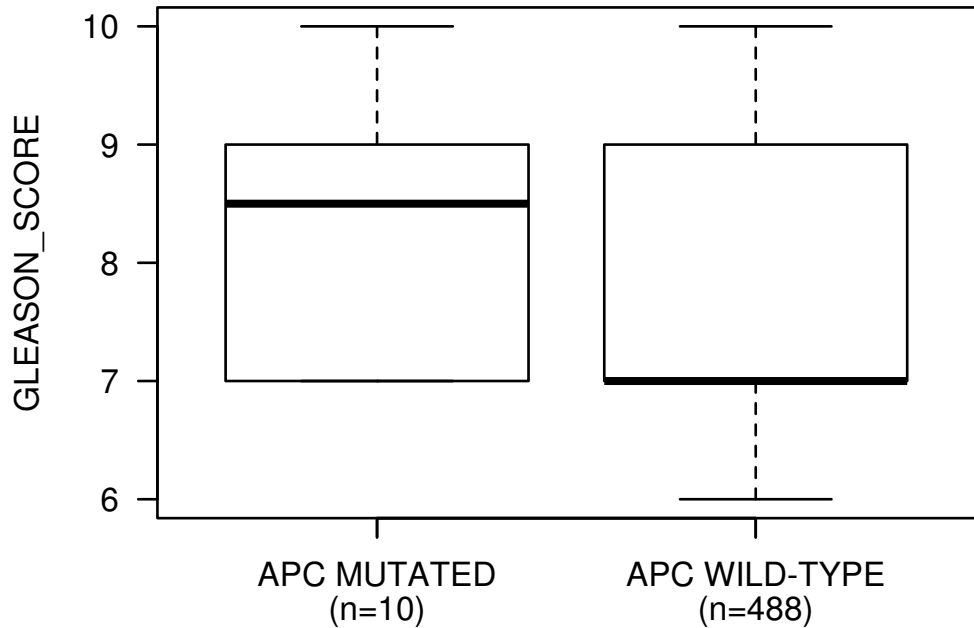 GLEASON_SCORE
10
9
8
7
6
APC MUTATED
(n=10)
APC WILD-TYPE
(n=488)